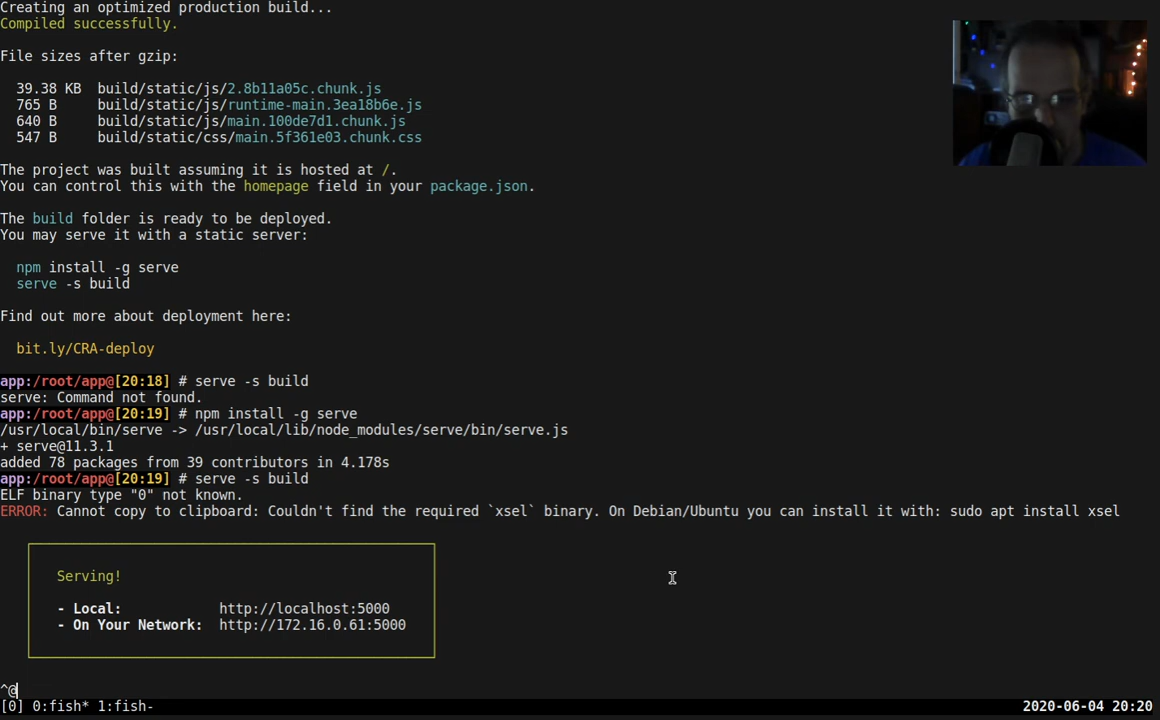 Creating an optimized production build...
Compiled successfully.
File sizes after gzip:
39.38 KB  build/static/js/2.8b11a05c.chunk.js
765 B     build/static/js/runtime-main.3ea18b6e.js
640 B     build/static/js/main.100de7d1.chunk.js
547 B     build/static/css/main.5f361e03.chunk.css
The project was built assuming it is hosted at /.
You can control this with the homepage field in your package.json.
The build folder is ready to be deployed.
You may serve it with a static server:
npm install -g serve
serve -s build
Find out more about deployment here:
bit.ly/CRA-deploy
app:/root/app@[20:18] # serve -s build
serve: Command not found.
app:/root/app@[20:19] # npm install -g serve
/usr/local/bin/serve -> /usr/local/lib/node_modules/serve/bin/serve.js
+ serve@11.3.1
added 78 packages from 39 contributors in 4.178s
app:/root/app@[20:19] # serve -s build
ELF binary type "0" not known.
ERROR: Cannot copy to clipboard: Couldn't find the required `xsel` binary. On Debian/Ubuntu you can install it with: sudo apt install xsel
Serving!
- Local:            http://localhost:5000
- On Your Network:  http://172.16.0.61:5000
^@
[0] 0:fish* 1:fish- 2020-06-04 20:20